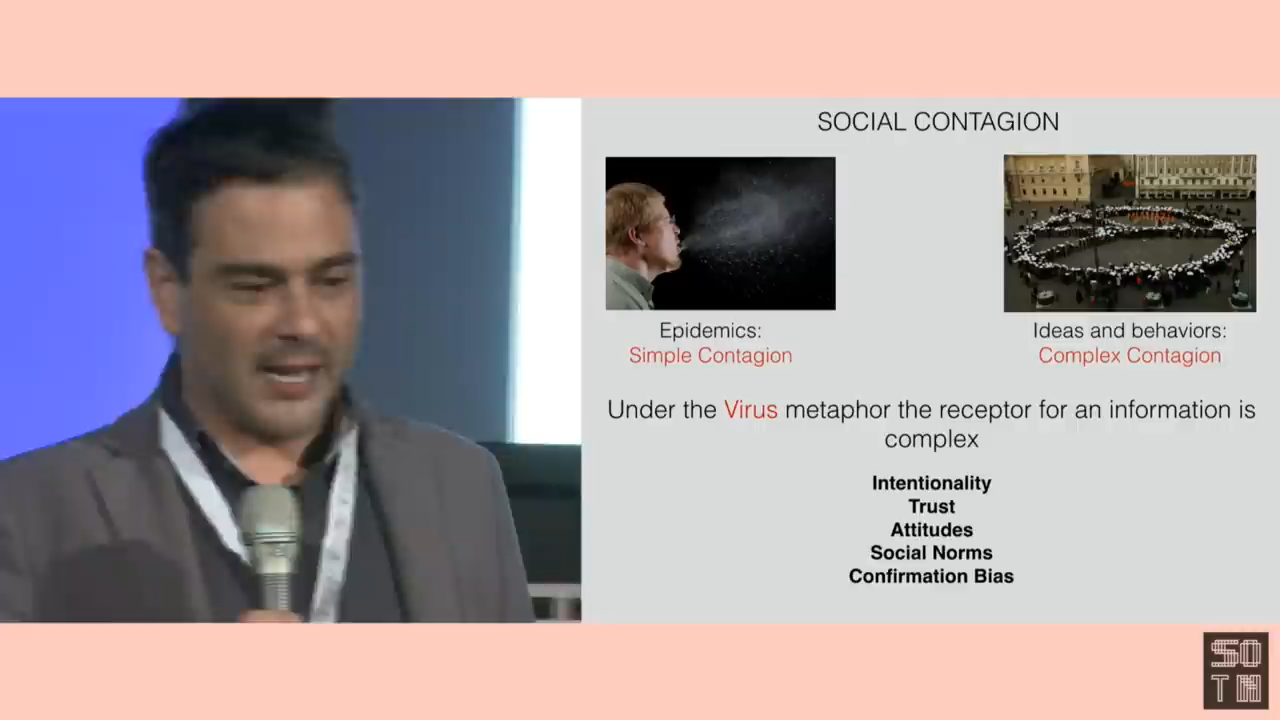 SOCIAL CONTAGION
Epidemics:
Simple Contagion
Ideas and behaviors:
Complex Contagion
Under the Virus metaphor the receptor for an information is
complex
Intentionality
Trust
Attitudes
Social Norms
Confirmation Bias
SO
TN